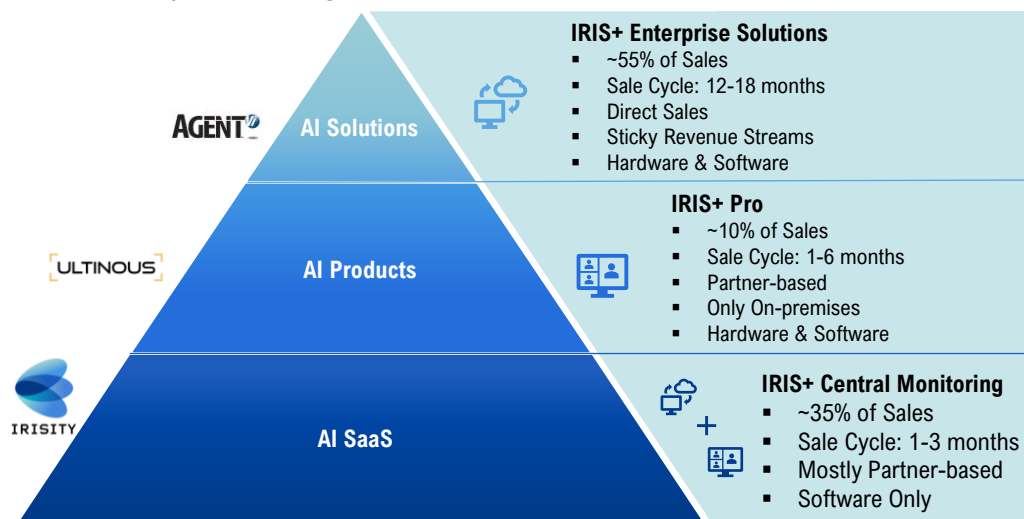 IRIS+ Enterprise Solutions
▪ ~55% of Sales
▪ Sale Cycle: 12-18 months
▪ Direct Sales
▪ Sticky Revenue Streams
▪ Hardware & Software
AGENT
AI Solutions
IRIS+ Pro
▪ ~10% of Sales
▪ Sale Cycle: 1-6 months
▪ Partner-based
▪ Only On-premises
▪ Hardware & Software
ULTINOUS
AI Products
IRIS+ Central Monitoring
▪ ~35% of Sales
▪ Sale Cycle: 1-3 months
▪ Mostly Partner-based
▪ Software Only
IRISITY
AI SaaS
+